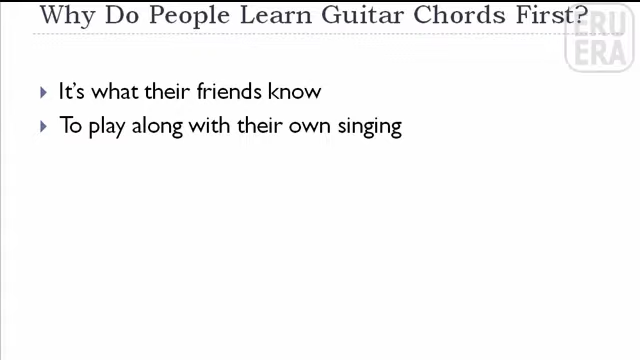 Why Do People Learn Guitar Chords First?
ERU
ERA
It's what their friends know
To play along with their own singing